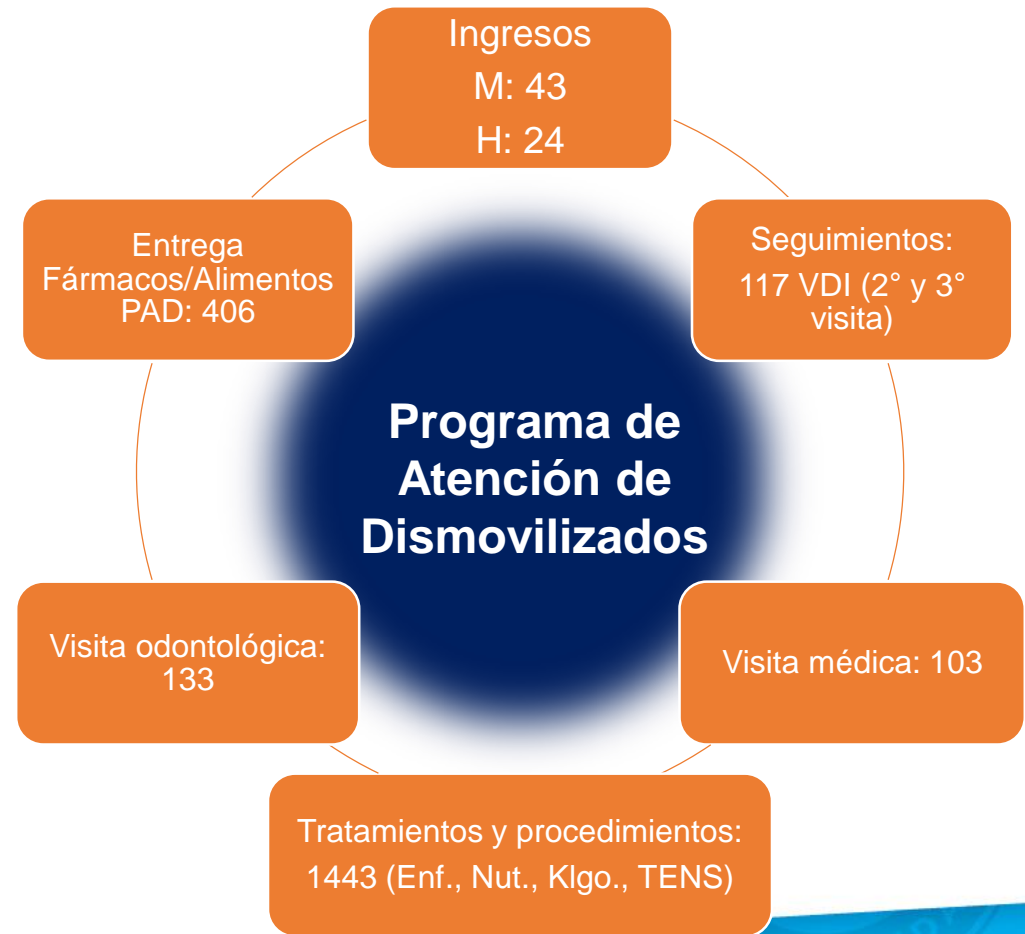 Ingresos
M: 43
H: 24
Seguimientos:
117 VDI (2° y 3°
visita)
Visita médica: 103
Tratamientos y procedimientos:
1443 (Enf., Nut., Klgo., TENS)
Visita odontológica:
133
Entrega
Fármacos/Alimentos
PAD: 406
Programa de
Atención de
Dismovilizados